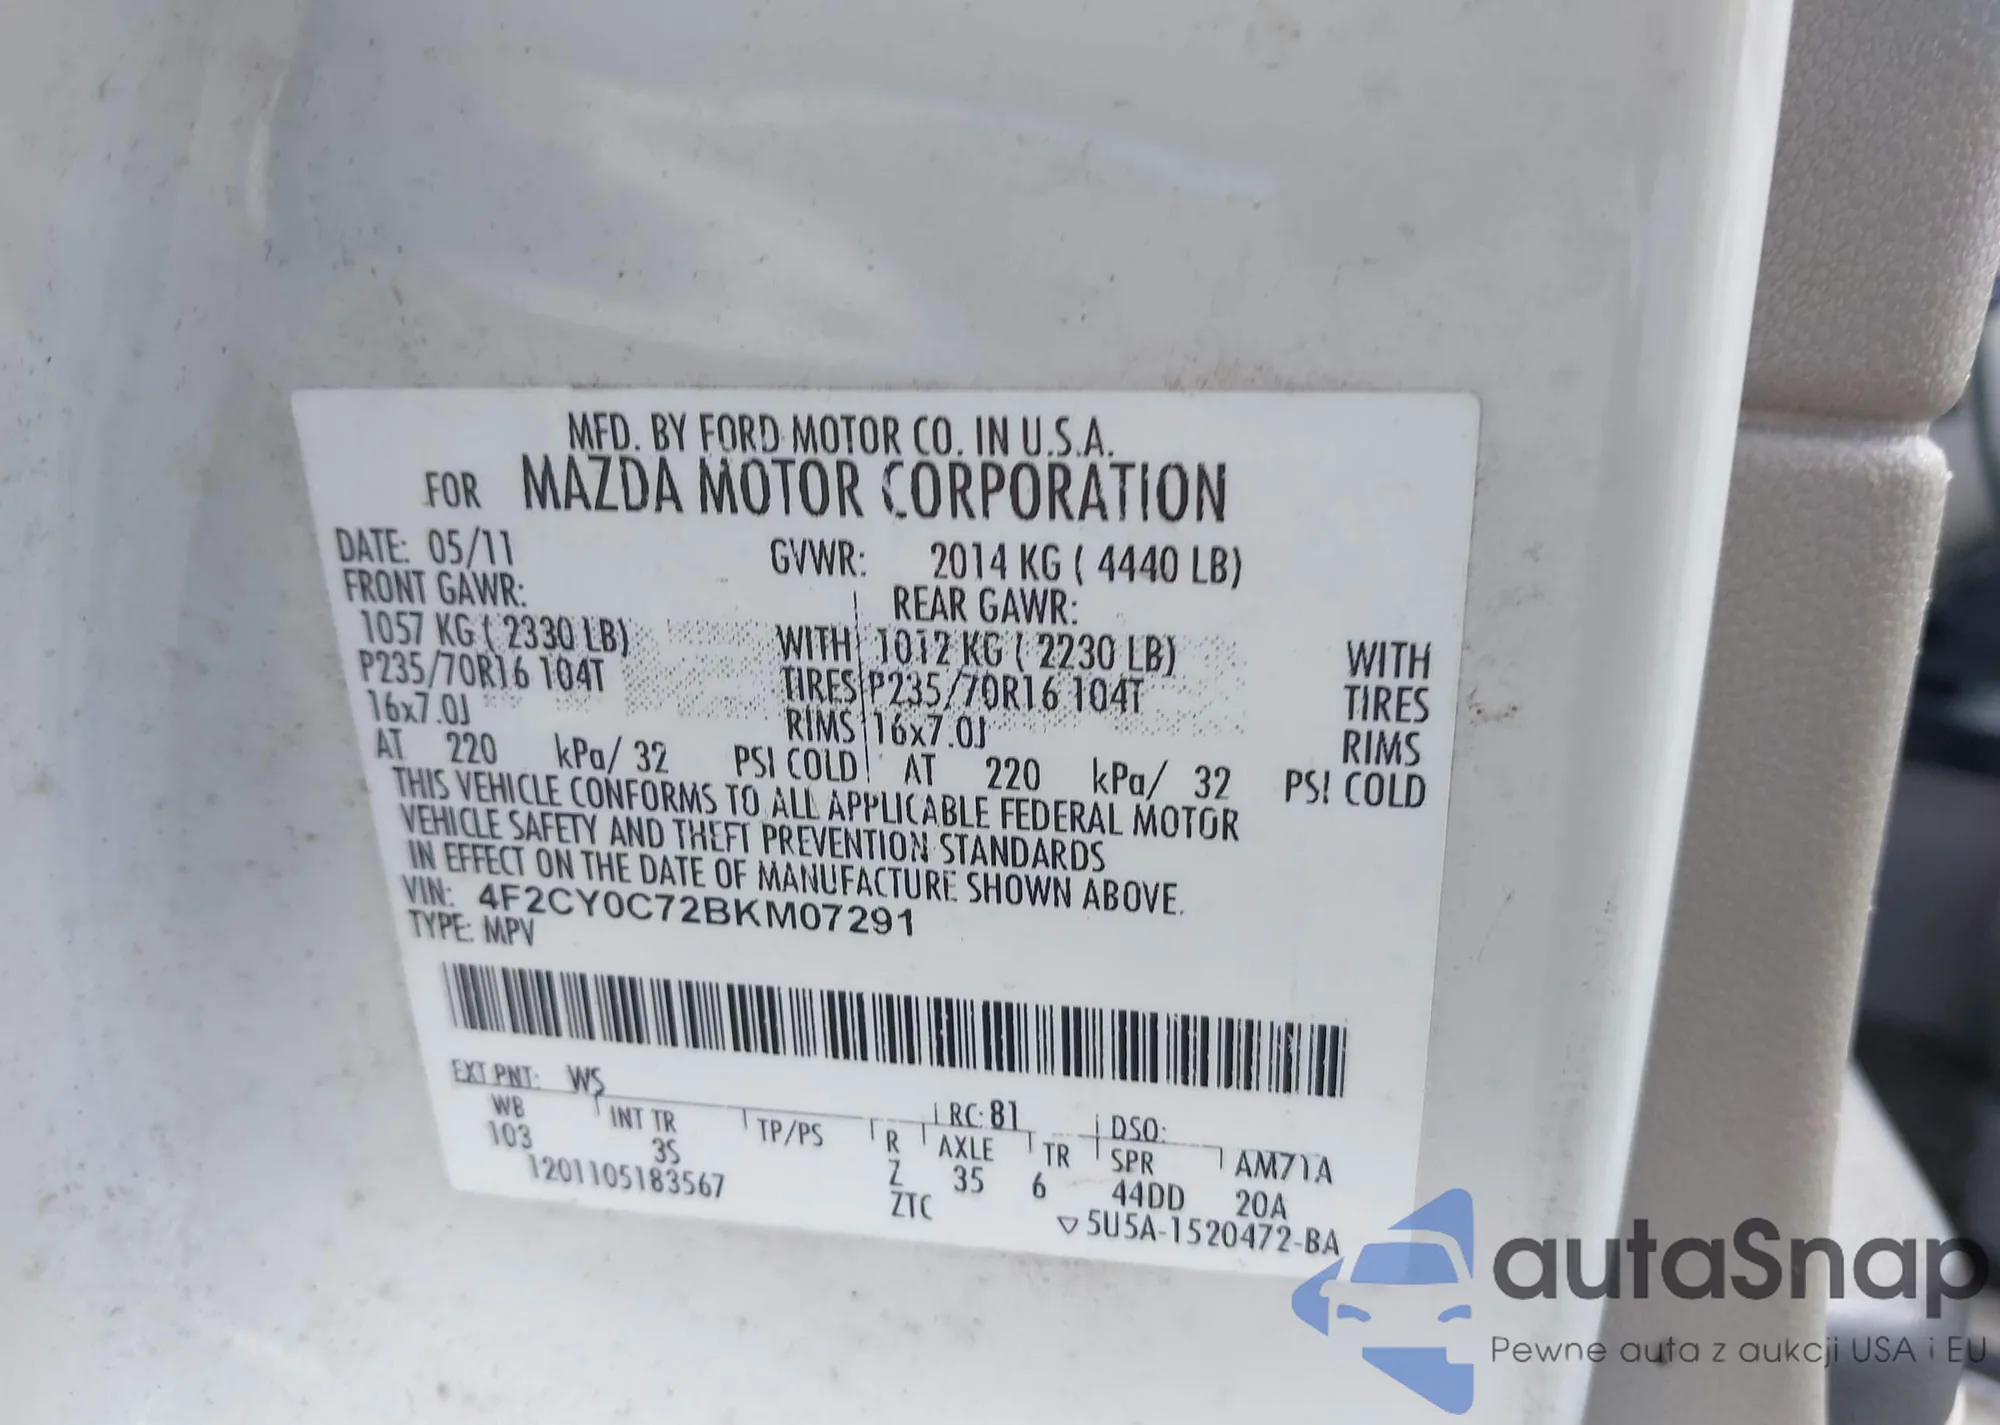 MFD. BY FORD MOTOR CO. IN U.S.A.
FOR MAZDA MOTOR CORPORATION
DATE: 05/11 GVWR: 2014 KG ( 4440 LB)
FRONT GAWR: REAR GAWR:
1057 KG ( 2330 LB) WITH 1012 KG ( 2230 LB) WITH
P235/70R16 104T TIRES P235/70R16 104T TIRES
16x7.0J RIMS 16x7.0J RIMS
AT 220 kPa/ 32 PSI COLD AT 220 kPa/ 32 PSI COLD
THIS VEHICLE CONFORMS TO ALL APPLICABLE FEDERAL MOTOR
VEHICLE SAFETY AND THEFT PREVENTION STANDARDS
IN EFFECT ON THE DATE OF MANUFACTURE SHOWN ABOVE.
VIN: 4F2CY0C72BKM07291
TYPE: MPV
EXT PNT: WS RC: 81 DSO:
WB INT TR TP/PS R AXLE TR SPR AM71A
103 3S Z 35 6 44DD 20A
1201105183567 ZTC 5U5A-1520472-BA
autaSnap
Pewne auta z aukcji USA i EU